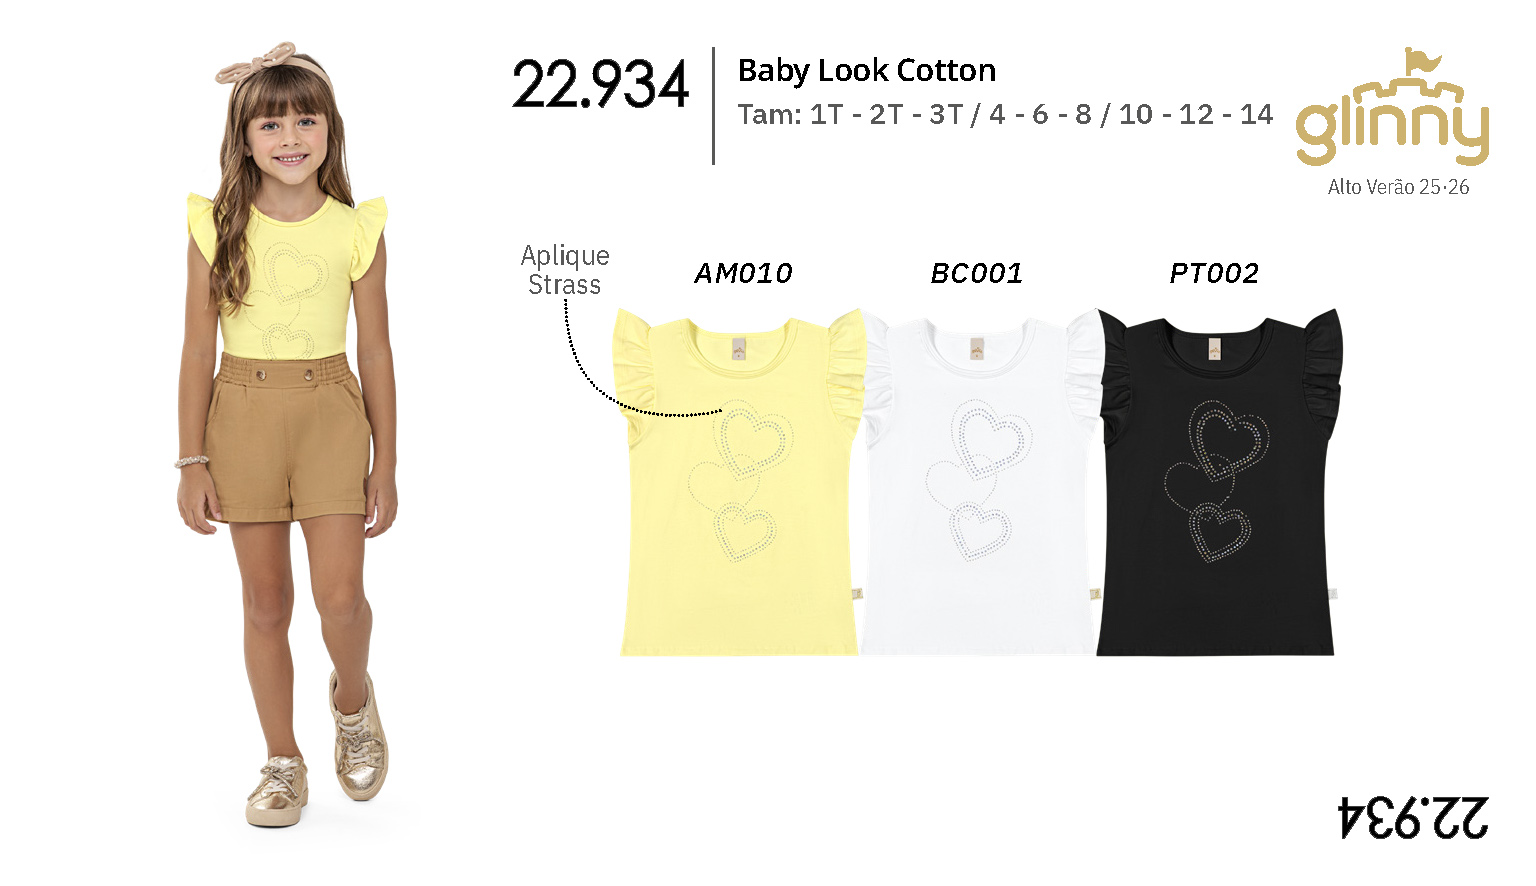 22.934
Baby Look Cotton
Tam: 1T - 2T - 3T / 4 - 6 - 8 / 10 - 12 - 14
glinny
Alto Verão 25·26
Aplique
Strass
AM010
BC001
PT002
22.934